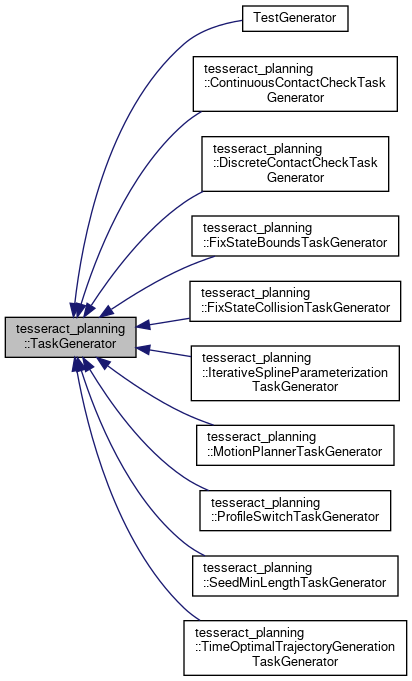 TestGenerator
tesseract_planning
::ContinuousContactCheckTask
Generator
tesseract_planning
::DiscreteContactCheckTask
Generator
tesseract_planning
::FixStateBoundsTaskGenerator
tesseract_planning
::FixStateCollisionTaskGenerator
tesseract_planning
::TaskGenerator
tesseract_planning
::IterativeSplineParameterization
TaskGenerator
tesseract_planning
::MotionPlannerTaskGenerator
tesseract_planning
::ProfileSwitchTaskGenerator
tesseract_planning
::SeedMinLengthTaskGenerator
tesseract_planning
::TimeOptimalTrajectoryGeneration
TaskGenerator